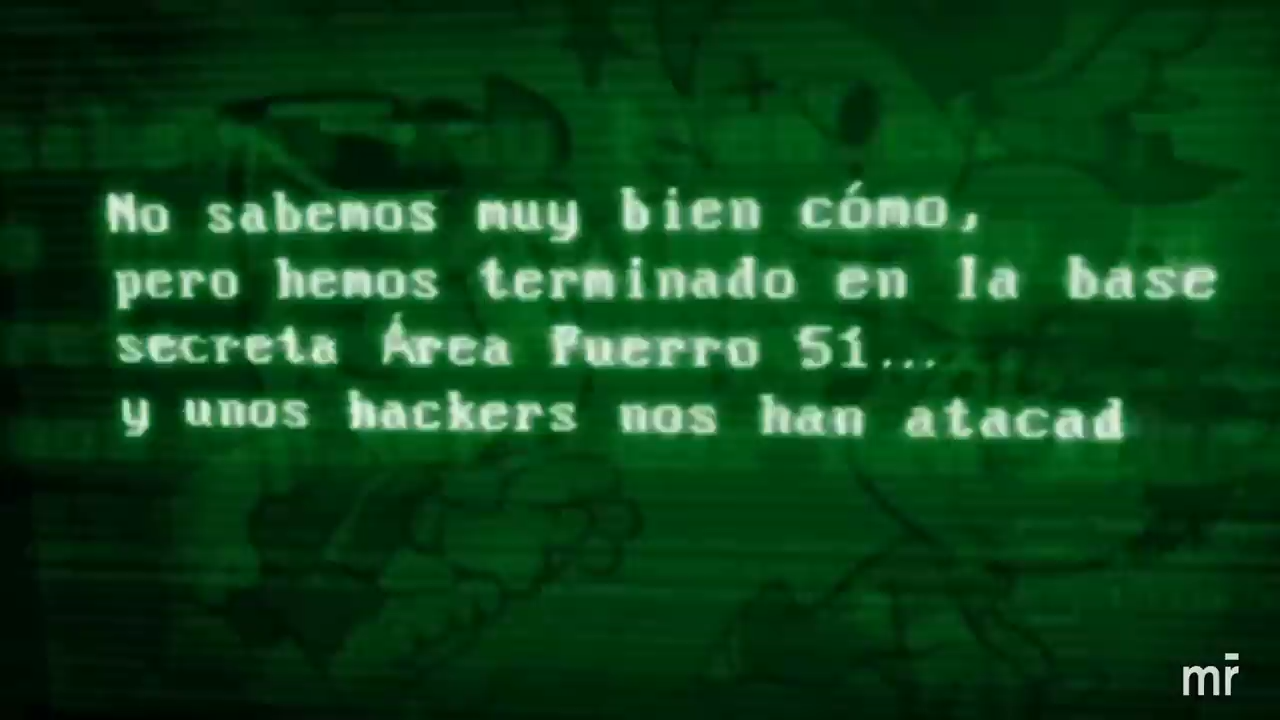 No sabemos muy bien cómo,
pero hemos terminado en la base
secreta Área Puerro 51...
y unos hackers nos han atacad
mr